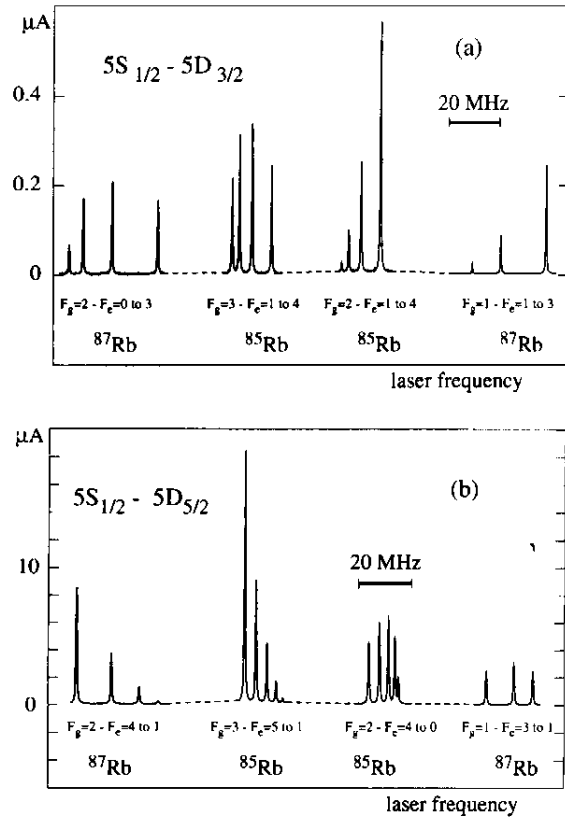 μA
5S 1/2 - 5D 3/2
(a)
20 MHz
0.4
0.2
0
F_g=2 - F_e=0 to 3 F_g=3 - F_e=1 to 4 F_g=2 - F_e=1 to 4 F_g=1 - F_e=1 to 3
⁸⁷Rb ⁸⁵Rb ⁸⁵Rb ⁸⁷Rb
laser frequency
μA
5S1/2 - 5D5/2
(b)
20 MHz
10
0
F_g=2 - F_e=4 to 1 F_g=3 - F_e=5 to 1 F_g=2 - F_e=4 to 0 F_g=1 - F_e=3 to 1
⁸⁷Rb ⁸⁵Rb ⁸⁵Rb ⁸⁷Rb
laser frequency